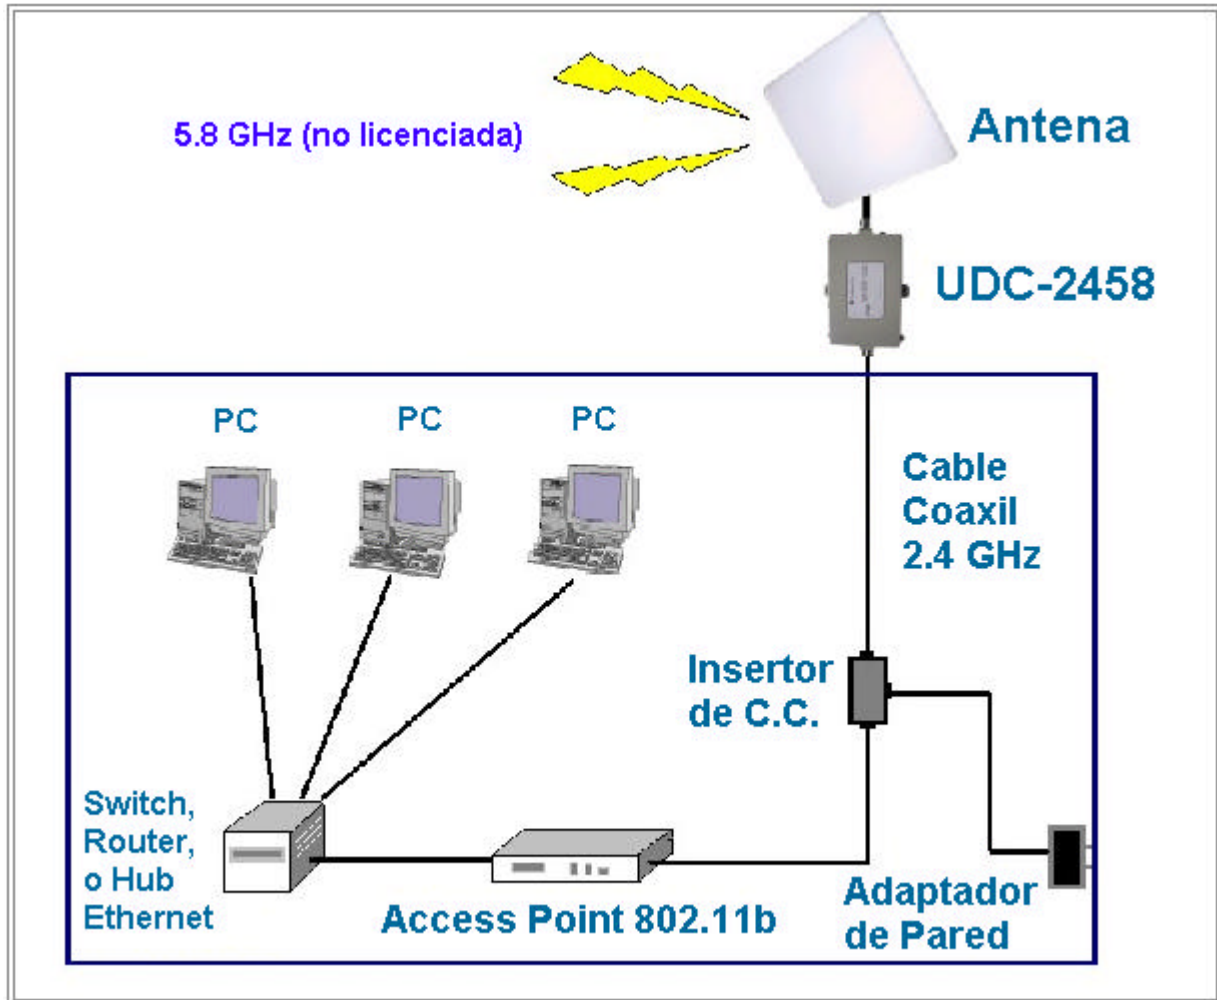 5.8 GHz (no licenciada)
Antena
UDC-2458
PC
PC
PC
Cable
Coaxil
2.4 GHz
Insertor
de C.C.
Switch,
Router,
o Hub
Ethernet
Access Point 802.11b
Adaptador
de Pared